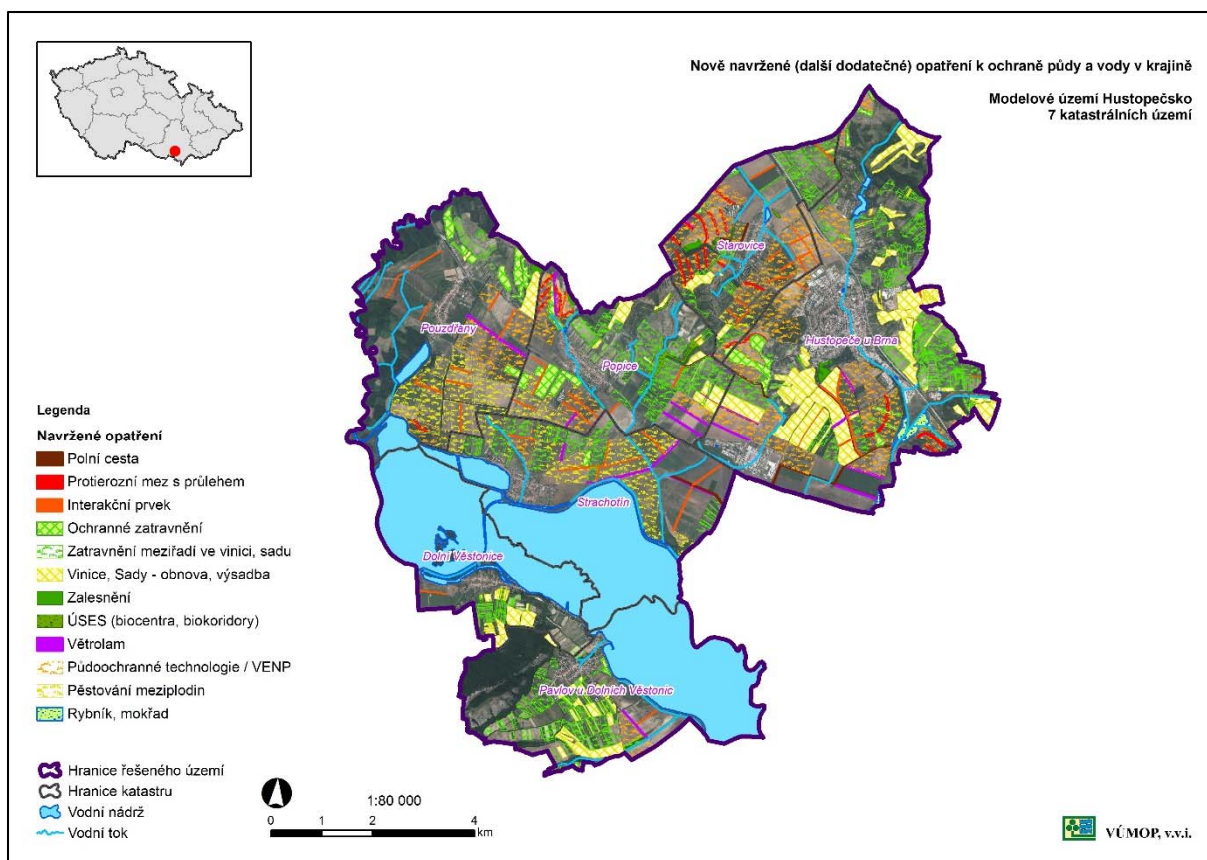 Nově navržené (další dodatečné) opatření k ochraně půdy a vody v krajině
Modelové území Hustopečsko
7 katastrálních území
Starovice
Pouzdřany
Popice
Hustopeče u Brna
Strachotín
Dolní Věstonice
Pavlov u Dolních Věstonic
Legenda
Navržené opatření
Polní cesta
Protierozní mez s průlehem
Interakční prvek
Ochranné zatravnění
Zatravnění meziřadí ve vinici, sadu
Vinice, Sady - obnova, výsadba
Zalesnění
ÚSES (biocentra, biokoridory)
Větrolam
Půdoochranné technologie / VENP
Pěstování meziplodin
Rybník, mokřad
Hranice řešeného území
Hranice katastru
Vodní nádrž
Vodní tok
1:80 000
0 1 2 4
km
VÚMOP, v.v.i.